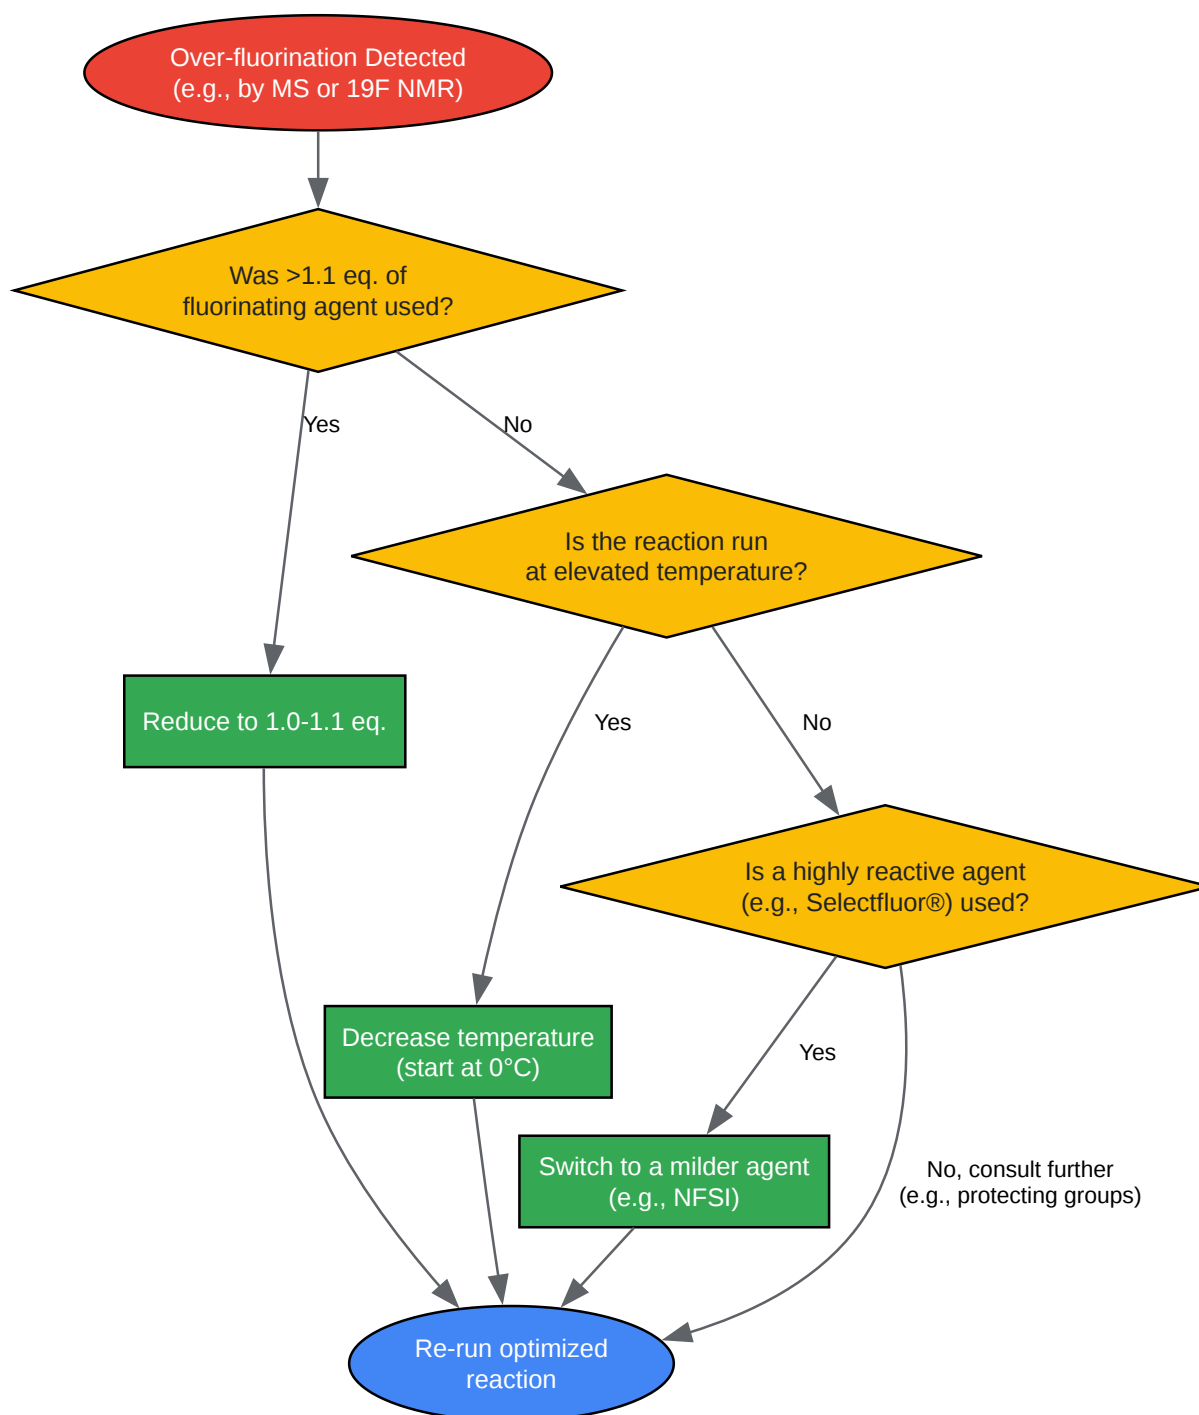 Over-fluorination Detected
(e.g., by MS or 19F NMR)
Was >1.1 eq. of
fluorinating agent used?
Yes
No
Is the reaction run
at elevated temperature?
Reduce to 1.0-1.1 eq.
Yes
No
Is a highly reactive agent
(e.g., Selectfluor®) used?
Decrease temperature
(start at 0°C)
Yes
Switch to a milder agent
(e.g., NFSI)
No, consult further
(e.g., protecting groups)
Re-run optimized
reaction